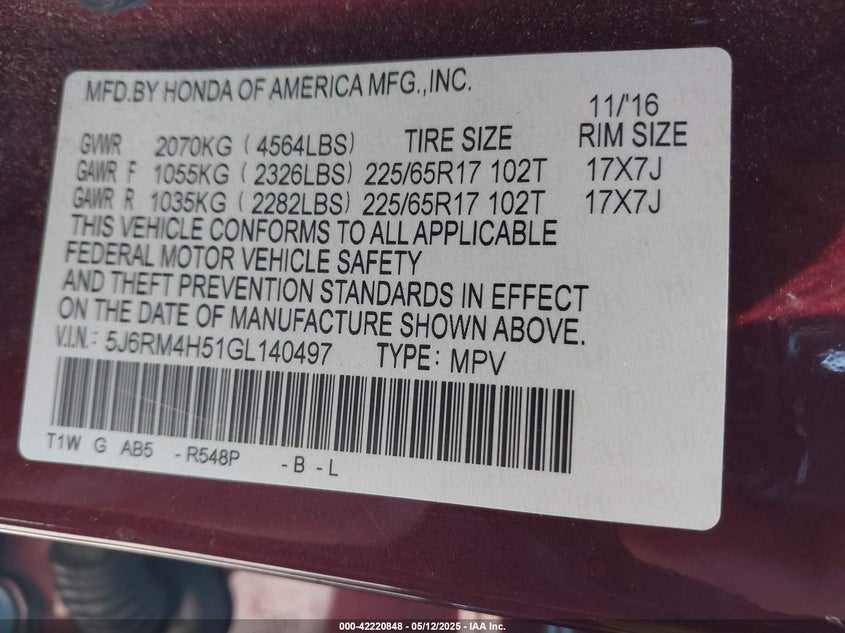 MFD.BY HONDA OF AMERICA MFG.,INC.
11/'16
GVWR 2070KG ( 4564LBS) TIRE SIZE RIM SIZE
GAWR F 1055KG ( 2326LBS) 225/65R17 102T 17X7J
GAWR R 1035KG ( 2282LBS) 225/65R17 102T 17X7J
THIS VEHICLE CONFORMS TO ALL APPLICABLE
FEDERAL MOTOR VEHICLE SAFETY
AND THEFT PREVENTION STANDARDS IN EFFECT
ON THE DATE OF MANUFACTURE SHOWN ABOVE.
V.I.N.: 5J6RM4H51GL140497 TYPE: MPV
T1W G AB5 -R548P -B -L
000-42220848 - 05/12/2025 - IAA Inc.